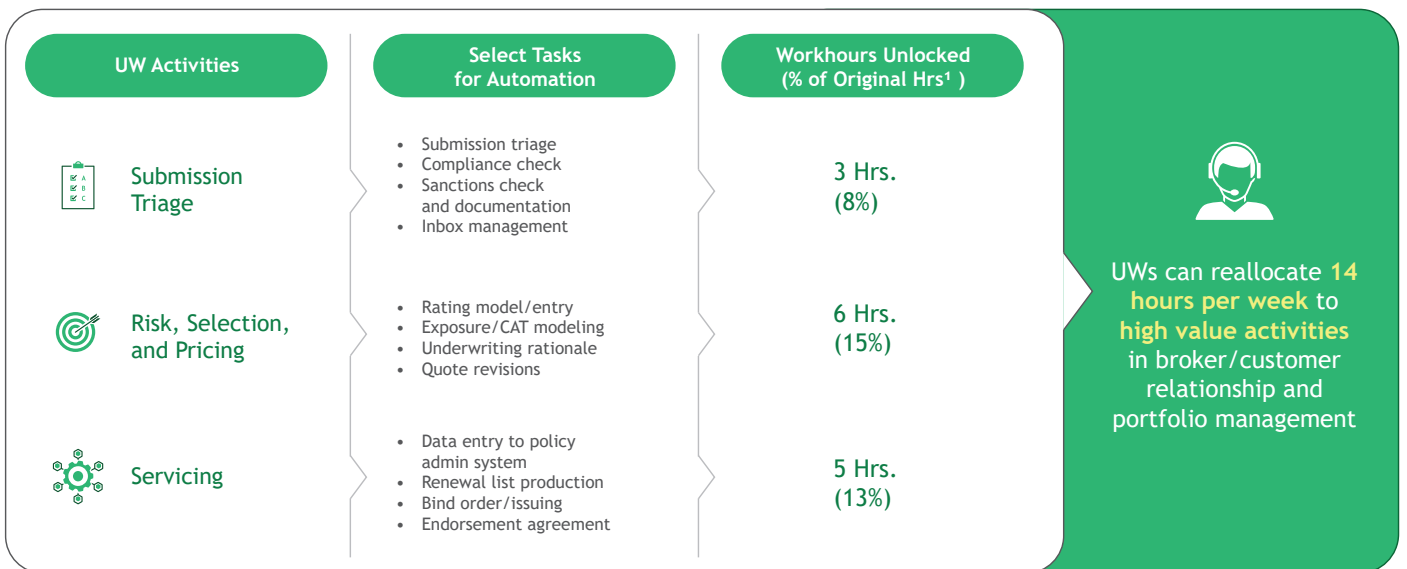 UW Activities
Select Tasks
for Automation
Workhours Unlocked
(% of Original Hrs¹ )
A
B
C
Submission
Triage
• Submission triage
• Compliance check
• Sanctions check
and documentation
• Inbox management
3 Hrs.
(8%)
Risk, Selection,
and Pricing
• Rating model/entry
• Exposure/CAT modeling
• Underwriting rationale
• Quote revisions
6 Hrs.
(15%)
Servicing
• Data entry to policy
admin system
• Renewal list production
• Bind order/issuing
• Endorsement agreement
5 Hrs.
(13%)
UWs can reallocate 14
hours per week to
high value activities
in broker/customer
relationship and
portfolio management